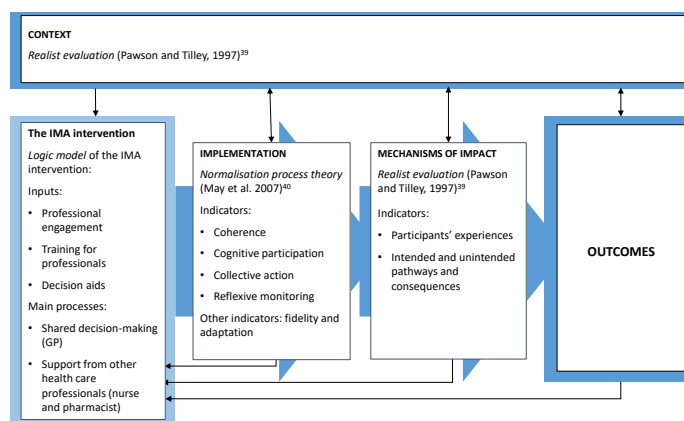 CONTEXT
Realist evaluation (Pawson and Tilley, 1997)³⁹
The IMA intervention
Logic model of the IMA
intervention:
Inputs:
• Professional
engagement
• Training for
professionals
• Decision aids
Main processes:
• Shared decision-making
(GP)
• Support from other
health care
professionals (nurse
and pharmacist)
IMPLEMENTATION
Normalisation process theory
(May et al. 2007)⁴⁰
Indicators:
• Coherence
• Cognitive participation
• Collective action
• Reflexive monitoring
Other indicators: fidelity and
adaptation
MECHANISMS OF IMPACT
Realist evaluation (Pawson
and Tilley, 1997)³⁹
Indicators:
• Participants’ experiences
• Intended and unintended
pathways and
consequences
OUTCOMES